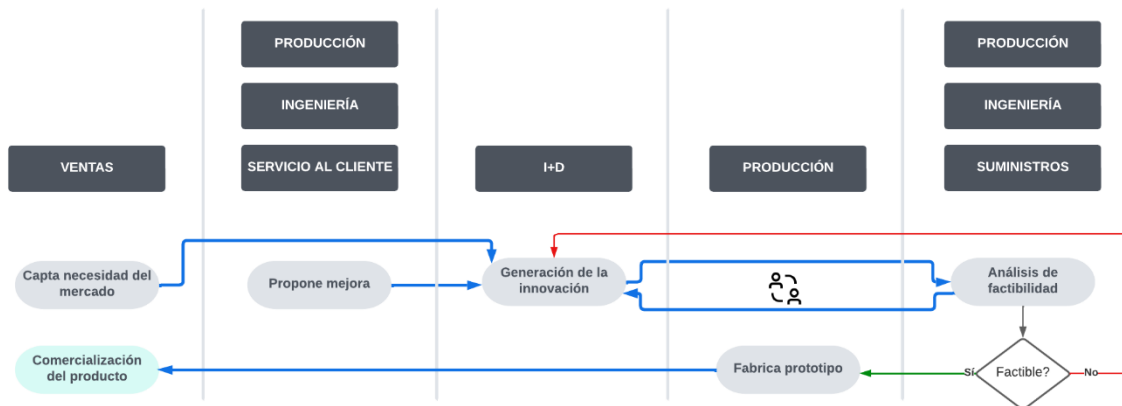 PRODUCCIÓN
PRODUCCIÓN
INGENIERÍA
INGENIERÍA
VENTAS
SERVICIO AL CLIENTE
I+D
PRODUCCIÓN
SUMINISTROS
Capta necesidad del
mercado
Propone mejora
Generación de la
innovación
Análisis de
factibilidad
Comercialización
del producto
Fabrica prototipo
Sí
Factible?
No